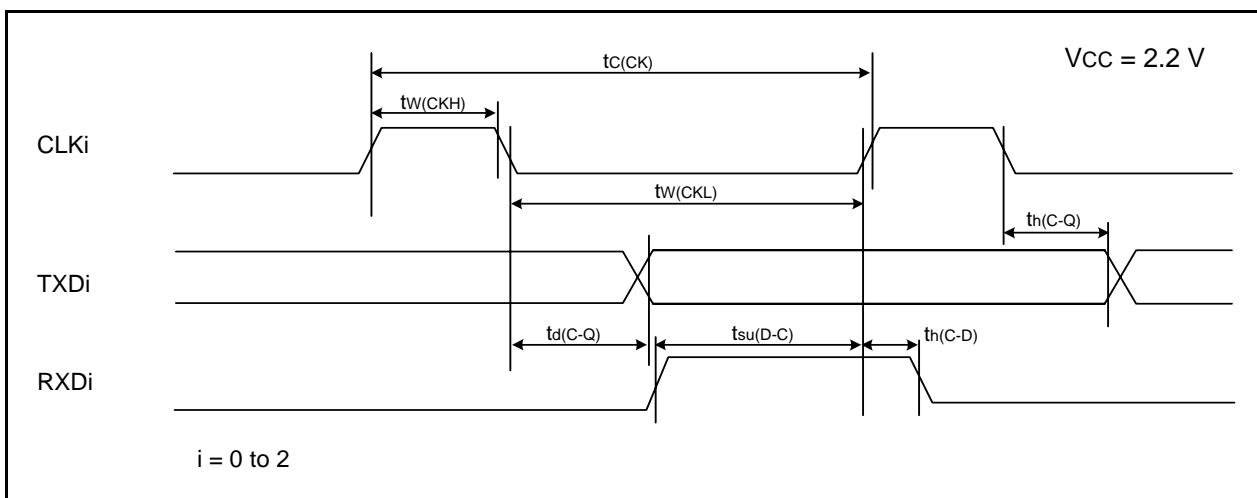 VCC = 2.2 V
tC(CK)
tW(CKH)
CLKi
tW(CKL)
th(C-Q)
TXDi
td(C-Q)
tsu(D-C)
th(C-D)
RXDi
i = 0 to 2